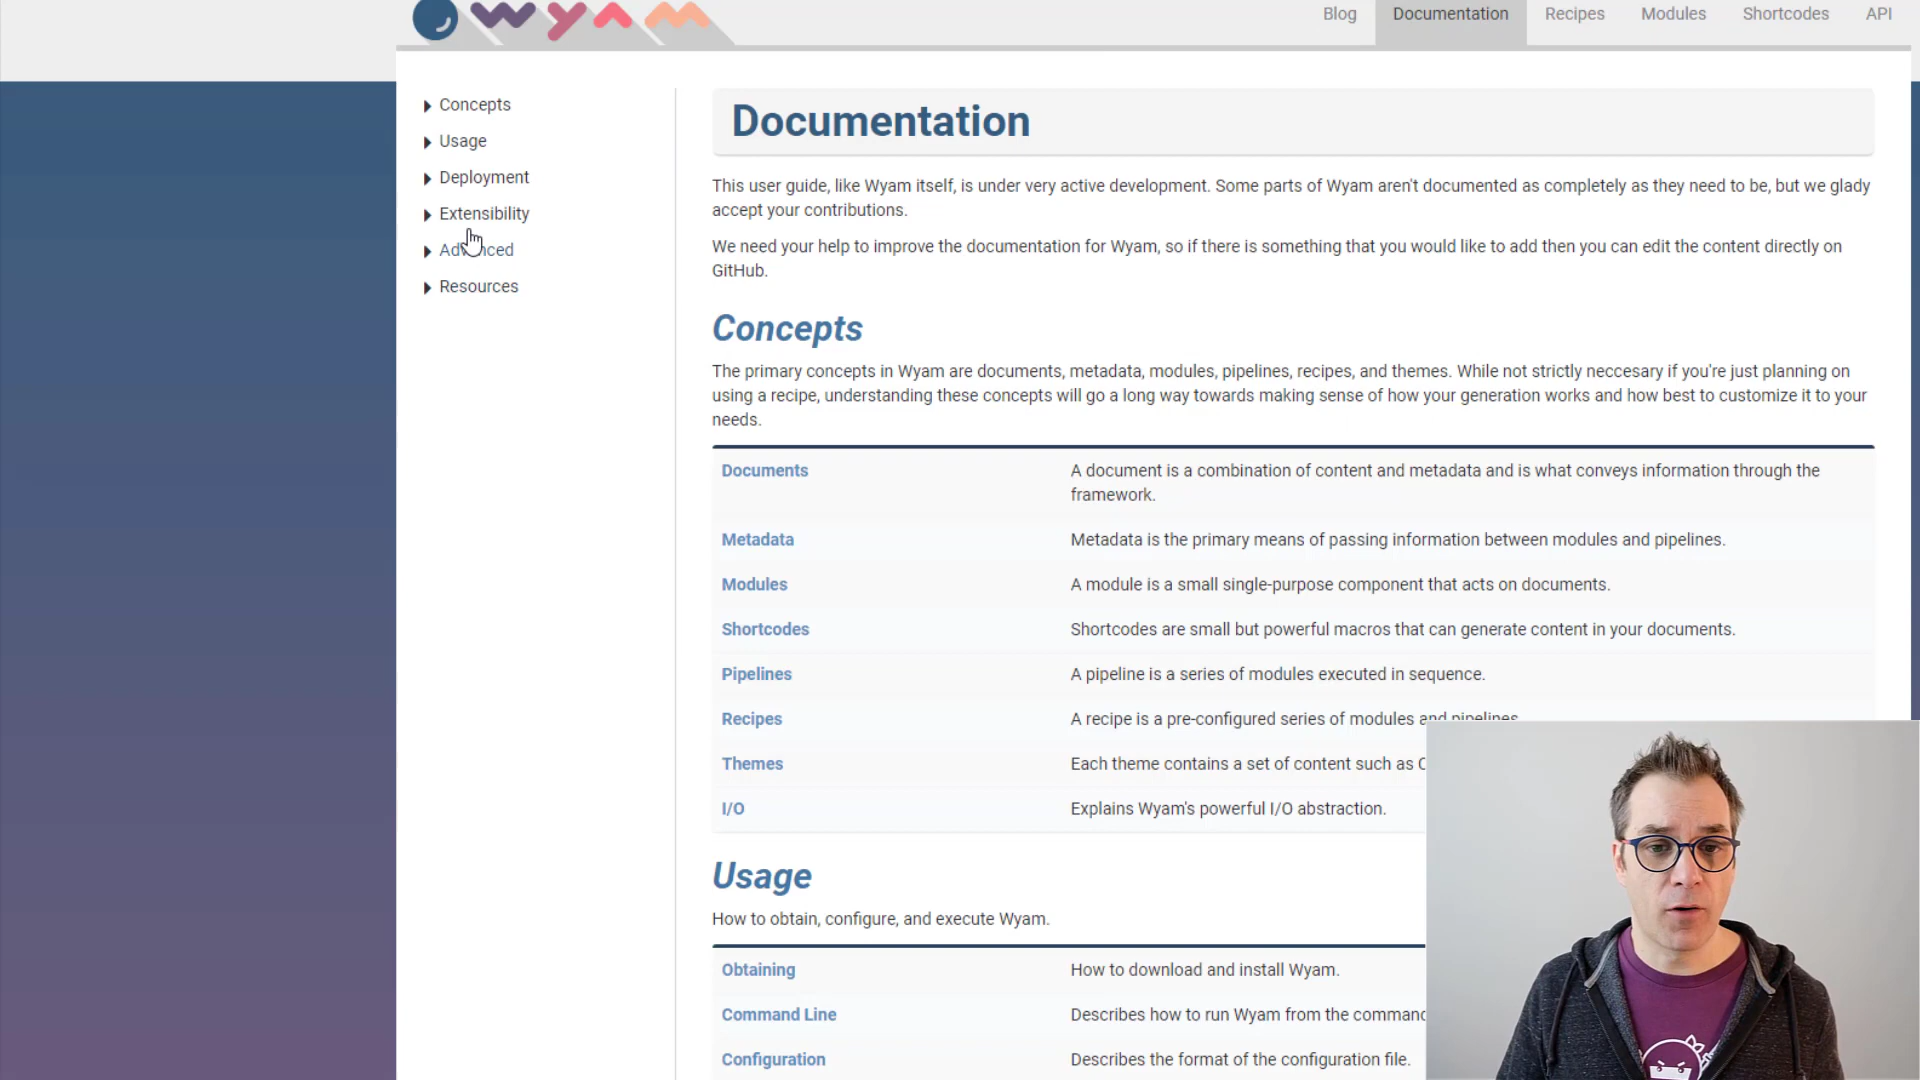 wyam
Blog Documentation Recipes Modules Shortcodes API
Concepts
Usage
Deployment
Extensibility
Advanced
Resources
Documentation
This user guide, like Wyam itself, is under very active development. Some parts of Wyam aren't documented as completely as they need to be, but we glady
accept your contributions.
We need your help to improve the documentation for Wyam, so if there is something that you would like to add then you can edit the content directly on
GitHub.
Concepts
The primary concepts in Wyam are documents, metadata, modules, pipelines, recipes, and themes. While not strictly neccesary if you're just planning on
using a recipe, understanding these concepts will go a long way towards making sense of how your generation works and how best to customize it to your
needs.
Documents A document is a combination of content and metadata and is what conveys information through the
framework.
Metadata Metadata is the primary means of passing information between modules and pipelines.
Modules A module is a small single-purpose component that acts on documents.
Shortcodes Shortcodes are small but powerful macros that can generate content in your documents.
Pipelines A pipeline is a series of modules executed in sequence.
Recipes A recipe is a pre-configured series of modules and pipelines.
Themes Each theme contains a set of content such as
I/O Explains Wyam's powerful I/O abstraction.
Usage
How to obtain, configure, and execute Wyam.
Obtaining How to download and install Wyam.
Command Line Describes how to run Wyam from the command
Configuration Describes the format of the configuration file.